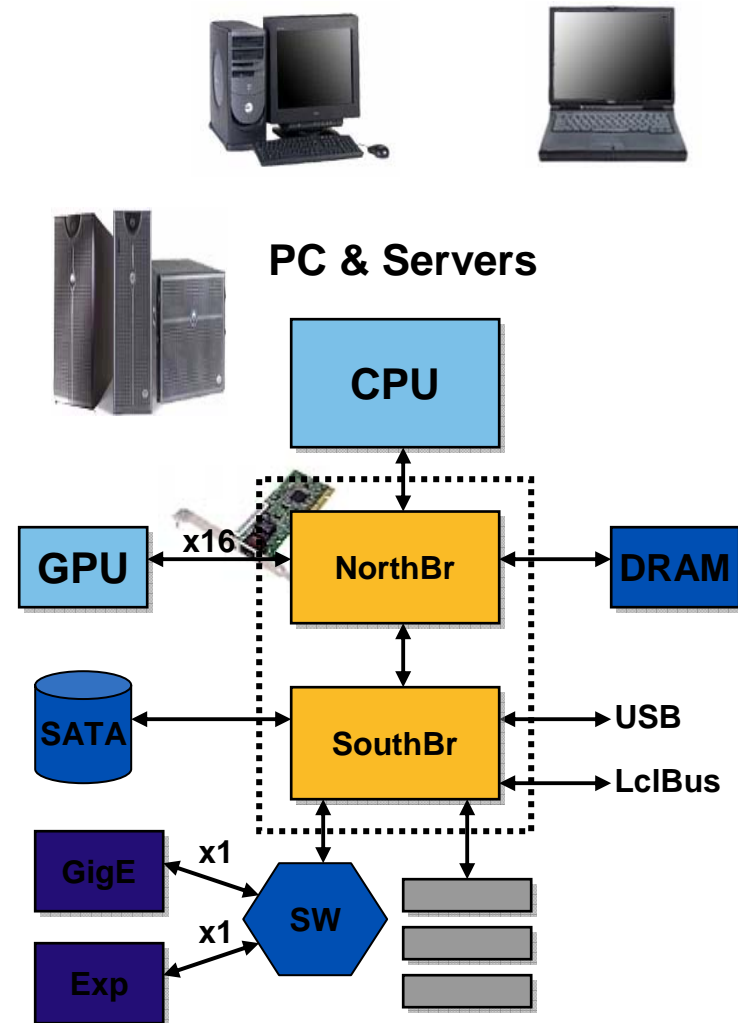 PC & Servers
CPU
x16
GPU
NorthBr
DRAM
SATA
SouthBr
USB
LclBus
x1
GigE
SW
x1
Exp